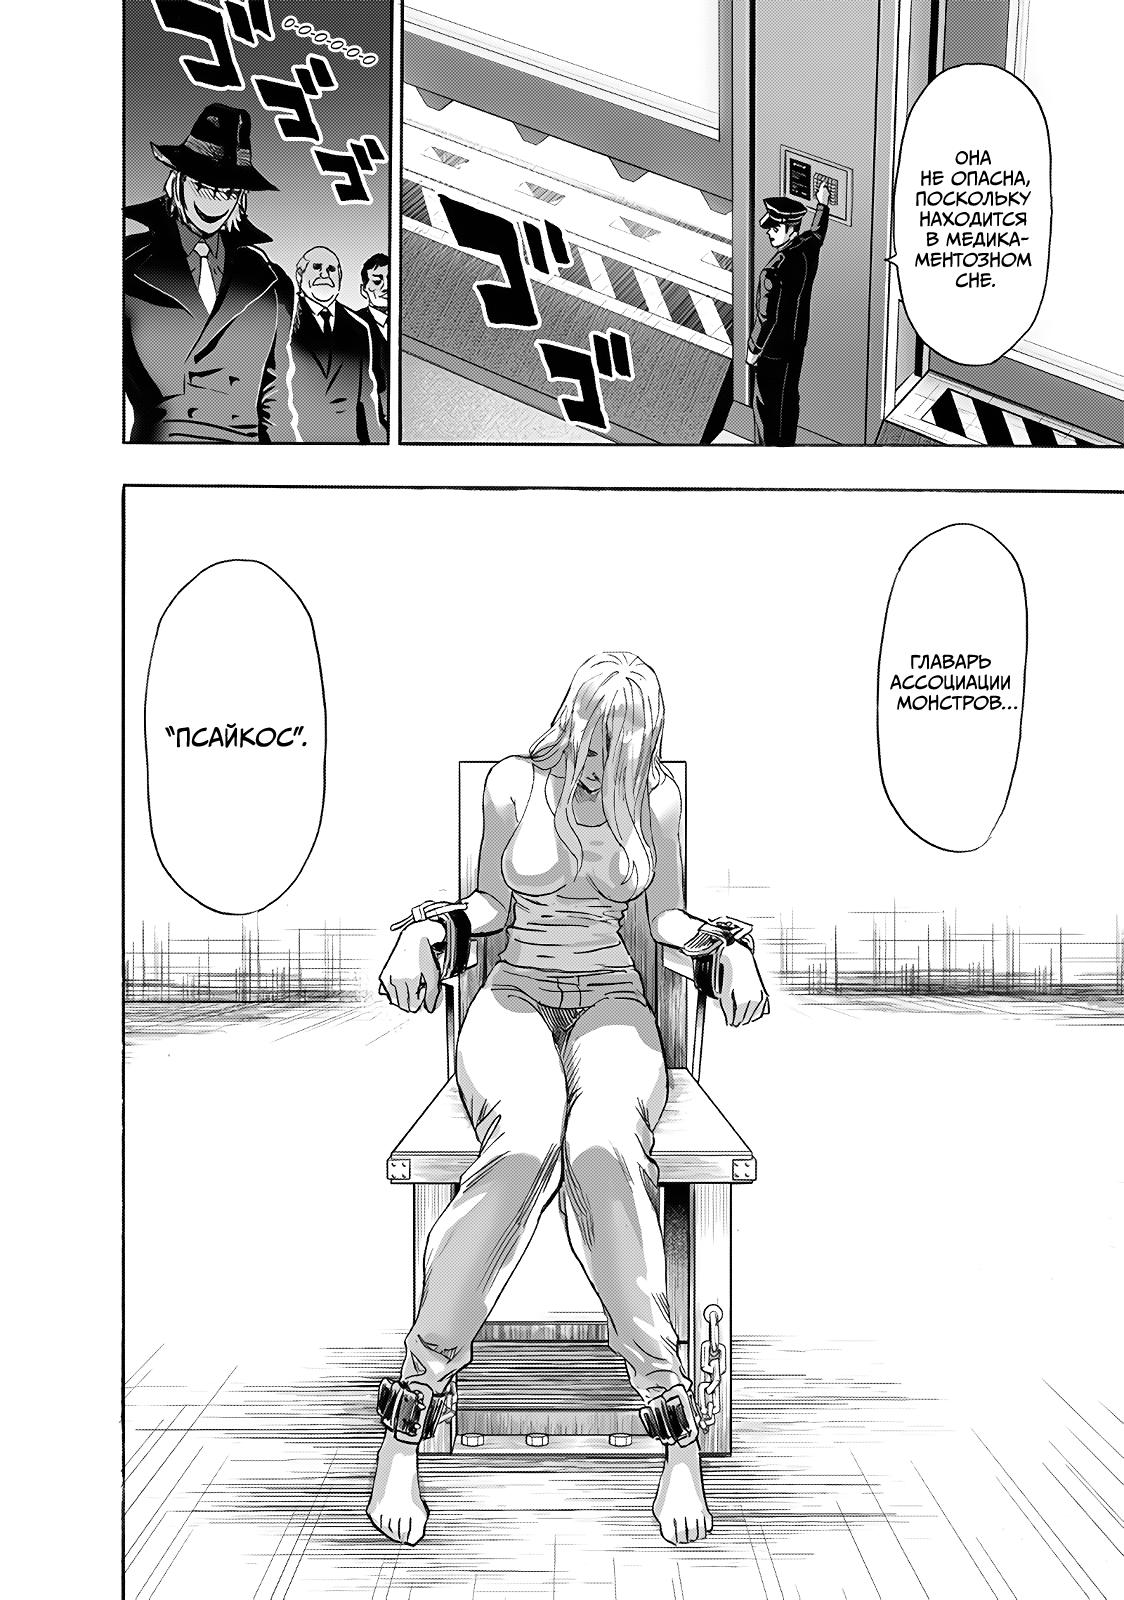 ОНА
НЕ ОПАСНА,
ПОСКОЛЬКУ
НАХОДИТСЯ
В МЕДИКА-
МЕНТОЗНОМ
СНЕ.
ゴゴゴ
О-О-О-О-О-О
ゴゴゴ
ГЛАВАРЬ
АССОЦИАЦИИ
МОНСТРОВ...
“ПСАЙКОС”.